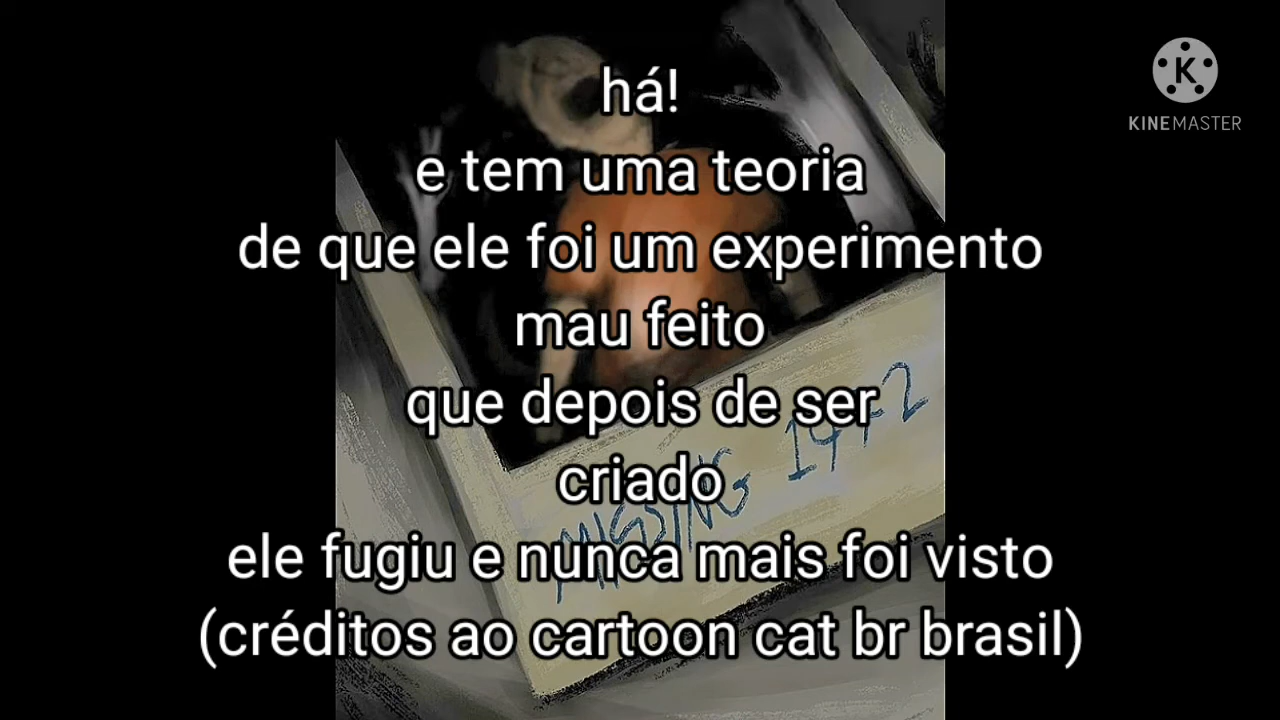 há!
e tem uma teoria
de que ele foi um experimento
mau feito
que depois de ser
criado
ele fugiu e nunca mais foi visto
(créditos ao cartoon cat br brasil)
MISSING
K
KINEMASTER